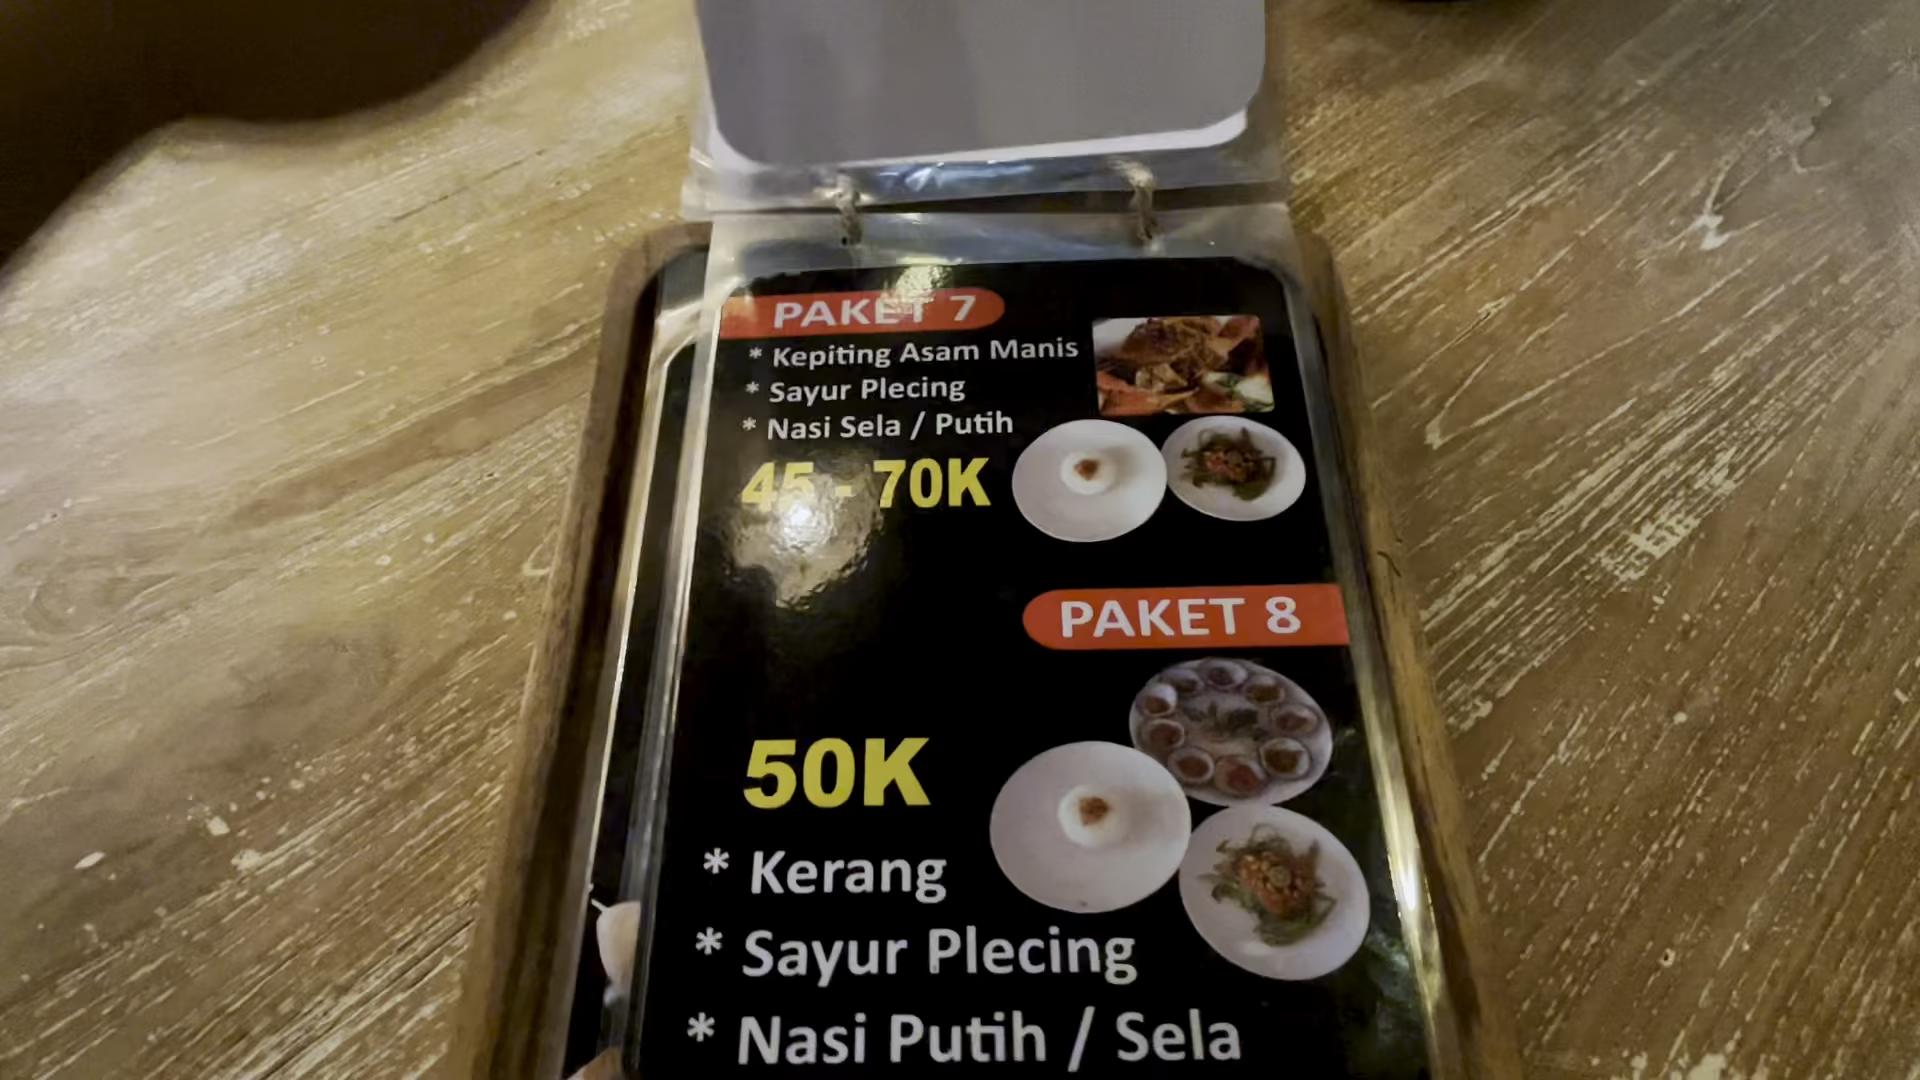 PAKET 7
* Kepiting Asam Manis
* Sayur Plecing
* Nasi Sela / Putih
45 - 70K
PAKET 8
50K
* Kerang
* Sayur Plecing
* Nasi Putih / Sela